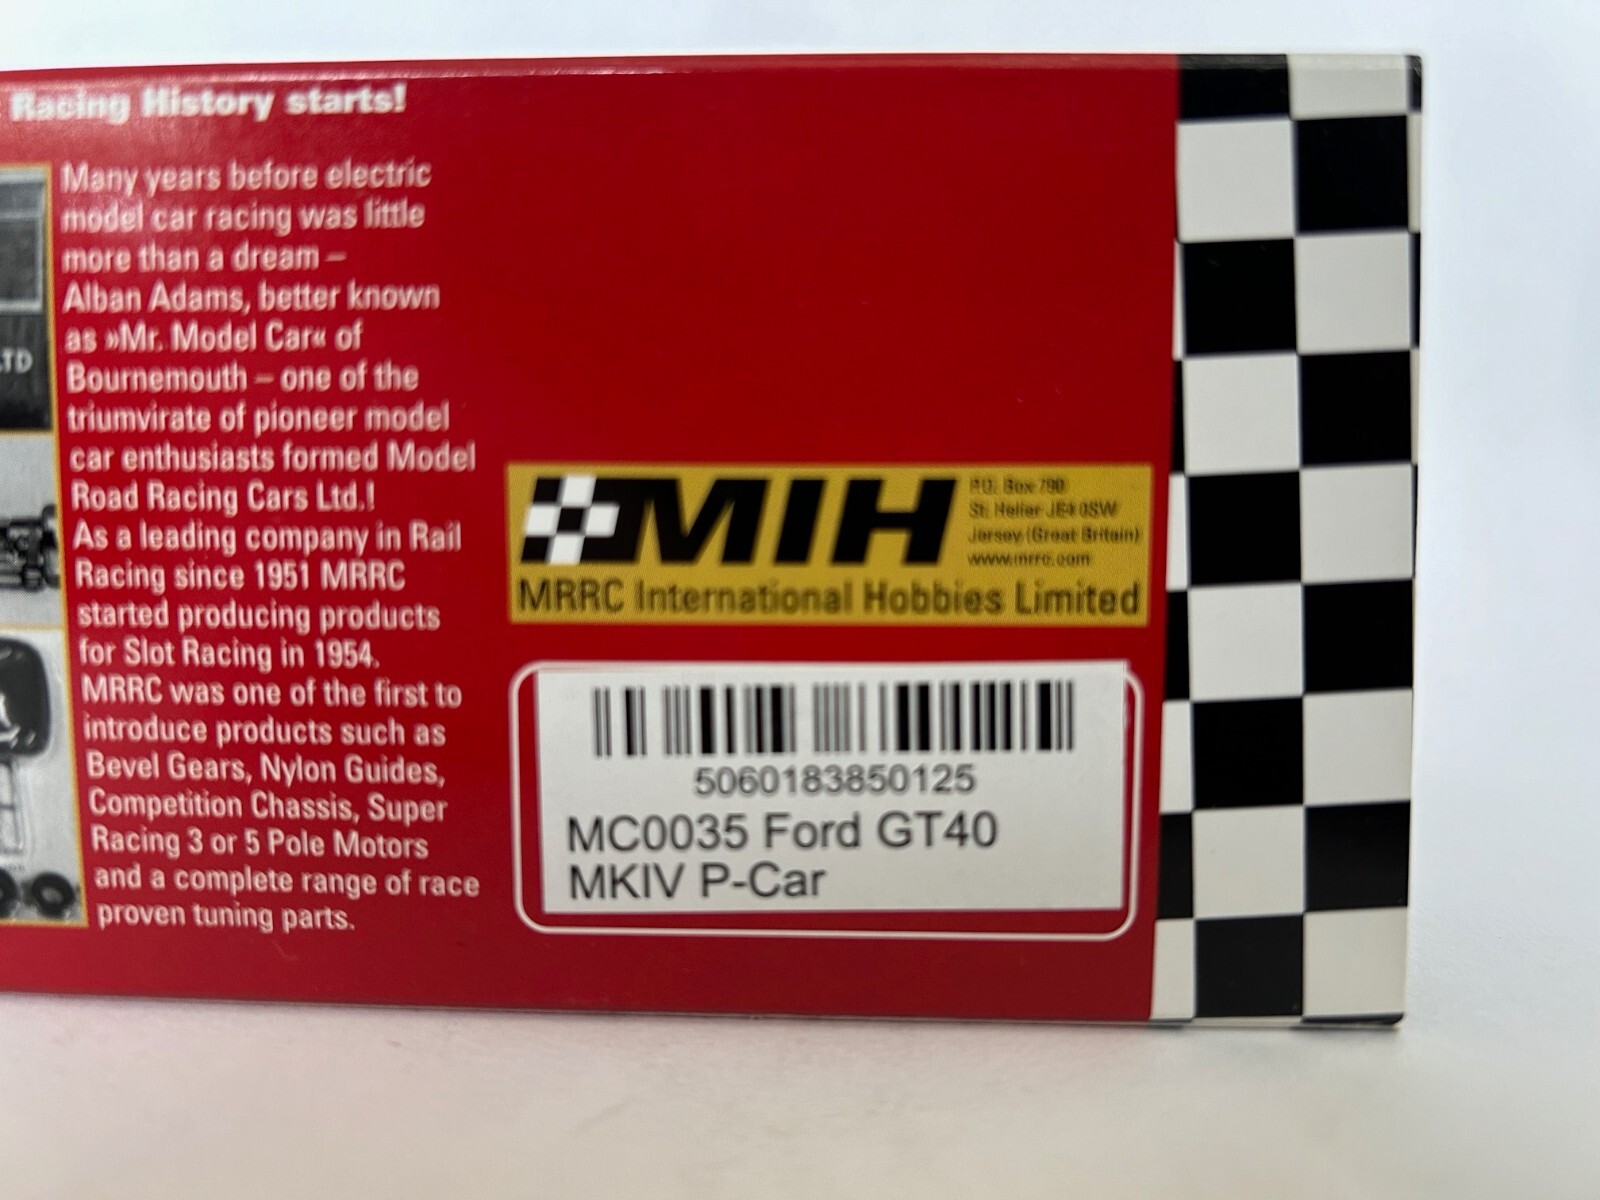 Racing History starts!
Many years before electric
model car racing was little
more than a dream –
Alban Adams, better known
as »Mr. Model Car« of
Bournemouth – one of the
triumvirate of pioneer model
car enthusiasts formed Model
Road Racing Cars Ltd.!
As a leading company in Rail
Racing since 1951 MRRC
started producing products
for Slot Racing in 1954.
MRRC was one of the first to
introduce products such as
Bevel Gears, Nylon Guides,
Competition Chassis, Super
Racing 3 or 5 Pole Motors
and a complete range of race
proven tuning parts.
LTD
MIH
P.O. Box 790
St. Helier JE4 0SW
Jersey (Great Britain)
www.mrrc.com
MRRC International Hobbies Limited
5060183850125
MC0035 Ford GT40
MKIV P-Car